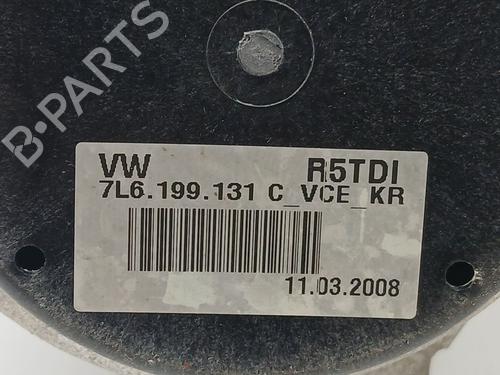 B-PARTS
VW R5TDI
7L6.199.131 C_VCE_KR
11.03.2008